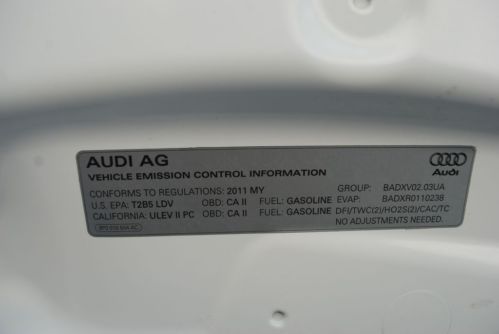 AUDI AG
Audi
VEHICLE EMISSION CONTROL INFORMATION
CONFORMS TO REGULATIONS: 2011 MY GROUP: BADXV02.03UA
U.S. EPA: T2B5 LDV OBD: CA II FUEL: GASOLINE EVAP: BADXR0110238
CALIFORNIA: ULEV II PC OBD: CA II FUEL: GASOLINE DFI/TWC(2)/HO2S(2)/CAC/TC
NO ADJUSTMENTS NEEDED.